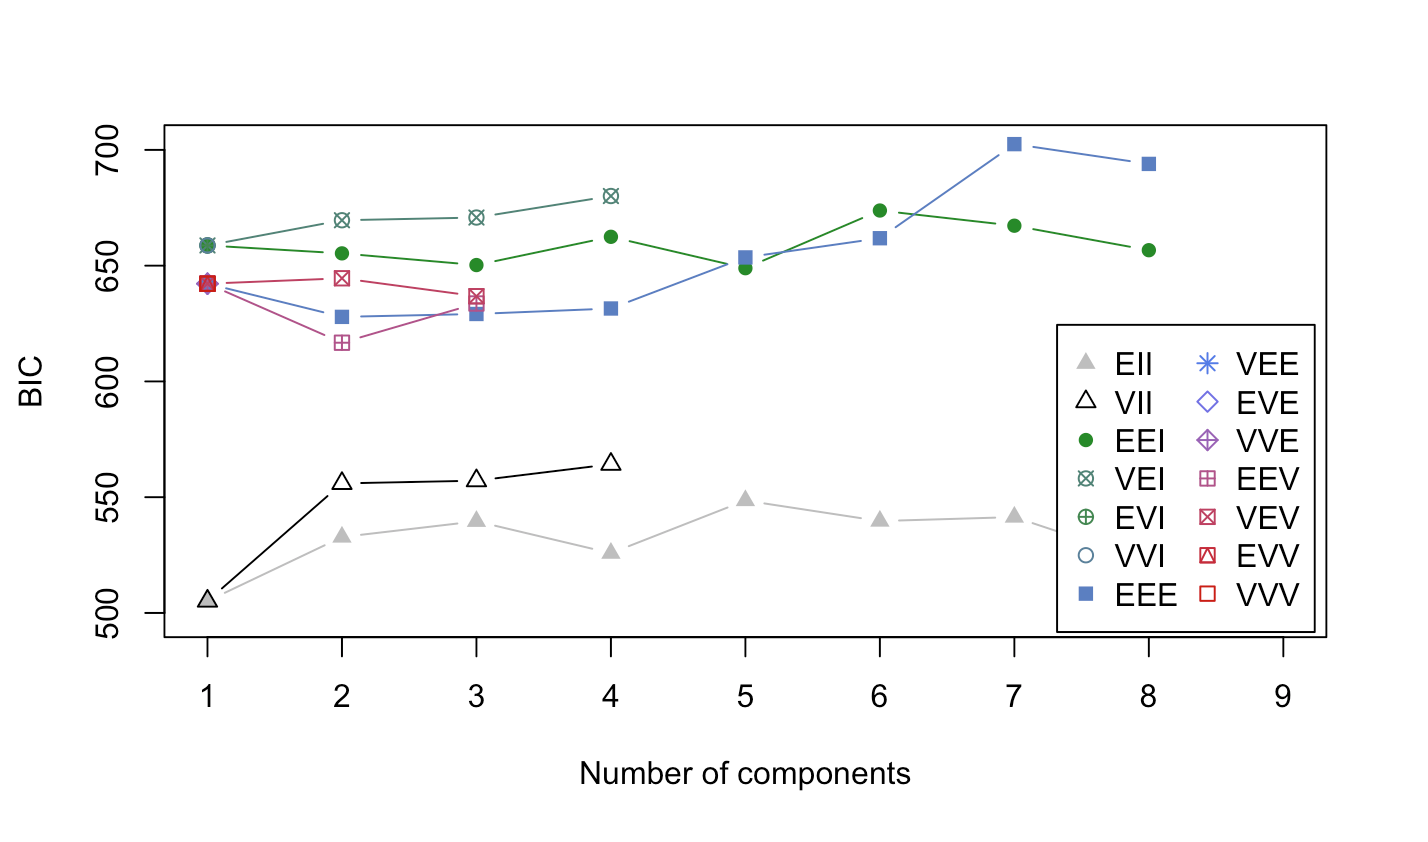 700
650
600
550
500
BIC
1 2 3 4 5 6 7 8 9
Number of components
EII VEE
VII EVE
EEI VVE
VEI EEV
EVI VEV
VVI EVV
EEE VVV